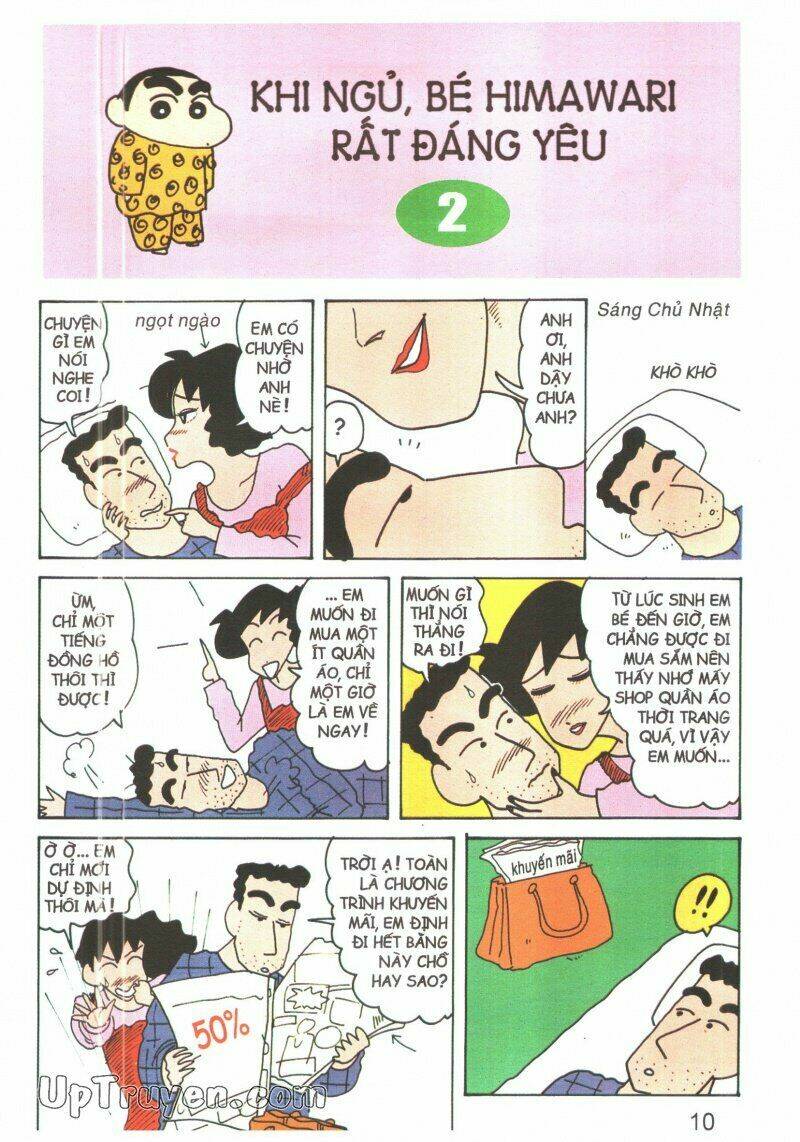 KHI NGỦ, BÉ HIMAWARI
RẤT ĐÁNG YÊU
2
Sáng Chủ Nhật
KHÒ KHÒ
ANH
ƠI,
ANH
DẬY
CHƯA
ANH?
?
EM CÓ
CHUYỆN
NHỜ
ANH
NÈ!
ngọt ngào
CHUYỆN
GÌ EM
NÓI
NGHE
COI!
TỪ LÚC SINH EM
BÉ ĐẾN GIỜ, EM
CHẲNG ĐƯỢC ĐI
MUA SẮM NÊN
THẤY NHỚ MẤY
SHOP QUẦN ÁO
THỜI TRANG
QUÁ, VÌ VẬY
EM MUỐN...
MUỐN GÌ
THÌ NÓI
THẲNG
RA ĐI!
... EM
MUỐN ĐI
MUA MỘT
ÍT QUẦN
ÁO, CHỈ
MỘT GIỜ
LÀ EM VỀ
NGAY!
ỪM,
CHỈ MỘT
TIẾNG
ĐỒNG HỒ
THÔI THÌ
ĐƯỢC!
khuyến mãi
!!
TRỜI Ạ! TOÀN
LÀ CHƯƠNG
TRÌNH KHUYẾN
MÃI, EM ĐỊNH
ĐI HẾT BẰNG
NÀY CHỖ
HAY SAO?
Ờ Ờ... EM
CHỈ MỚI
DỰ ĐỊNH
THÔI MÀ!
50%
UpTruyen.com
10